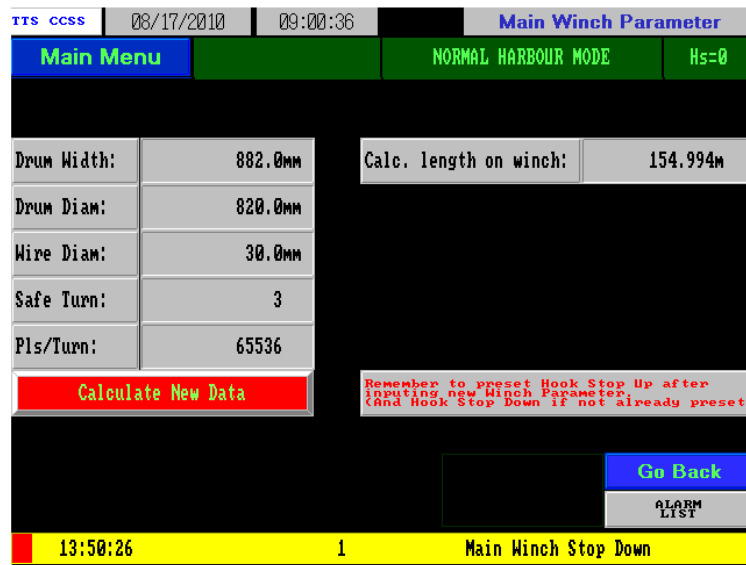 TTS CCSS 08/17/2010 09:00:36 Main Winch Parameter
Main Menu NORMAL HARBOUR MODE Hs=0
Drum Width: 882.0mm Calc. length on winch: 154.994m
Drum Diam: 820.0mm
Wire Diam: 30.0mm
Safe Turn: 3
Pls/Turn: 65536
Calculate New Data
Remember to preset Hook Stop Up after
inputing new Winch Parameter.
(And Hook Stop Down if not already preset
Go Back
ALARM
LIST
13:50:26 1 Main Winch Stop Down